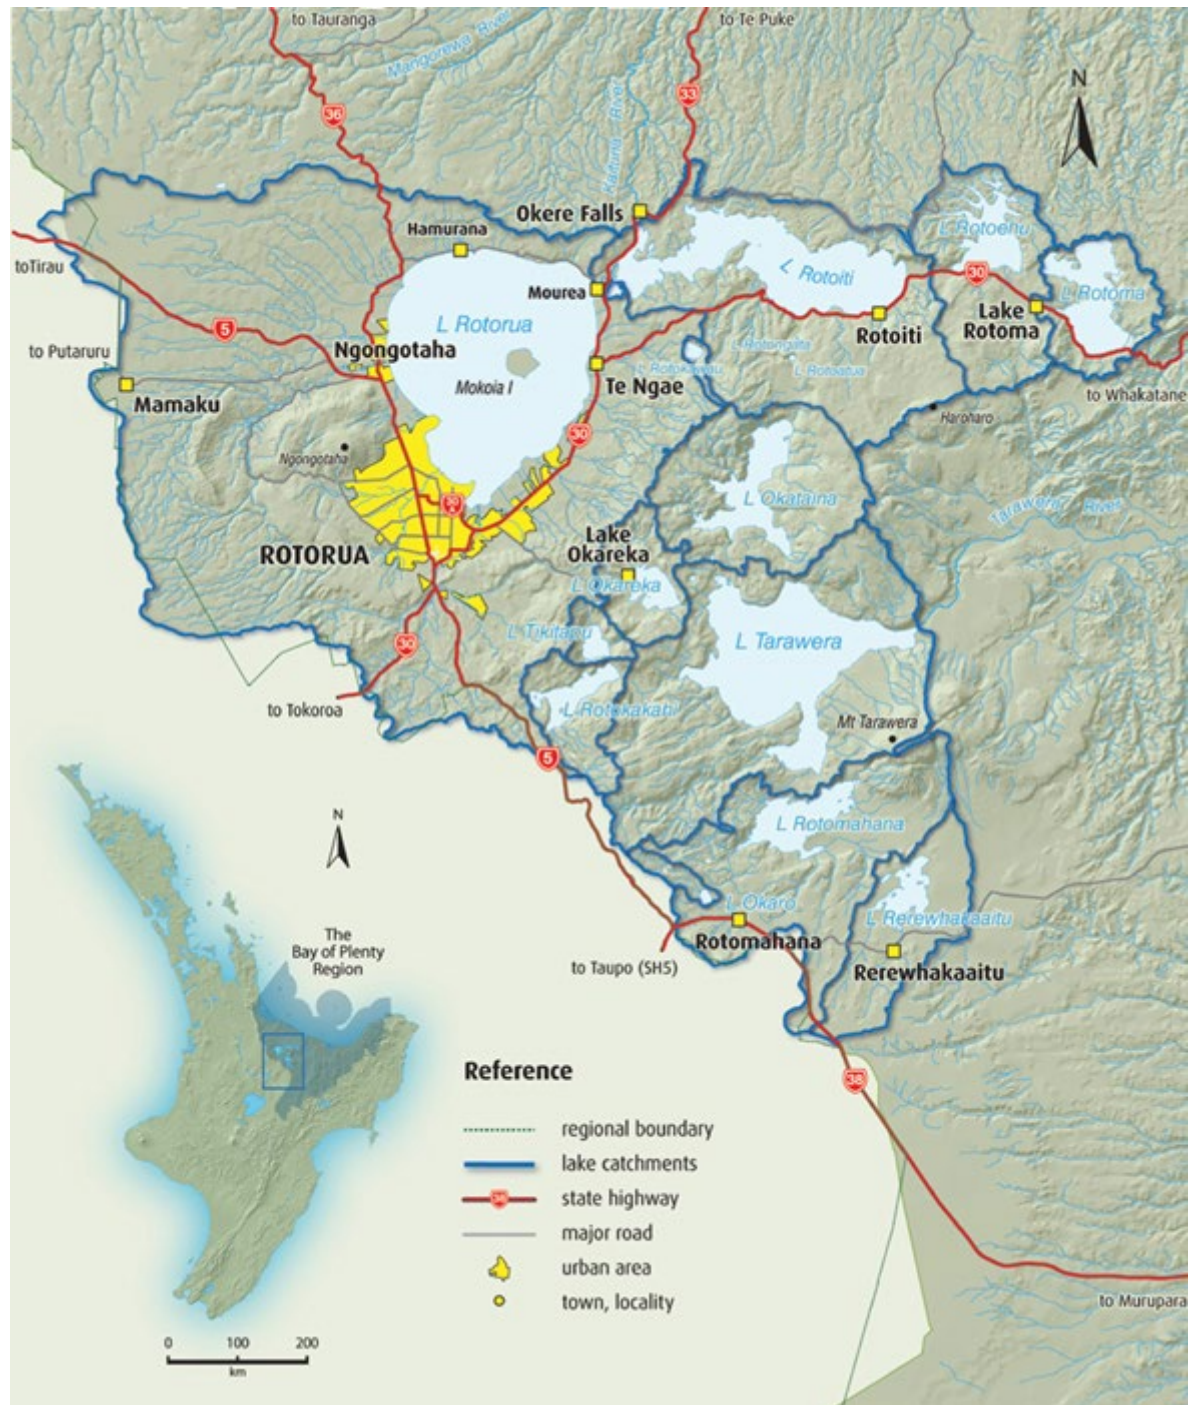 to Tauranga
to Te Puke
Mangorewa River
33
36
N
Kaituna River
Okere Falls
Hamurana
L Rotoehu
toTirau
L Rotoiti
30
Mourea
L Rotoma
Lake
Rotoma
5
L Rotorua
Rotoiti
to Putaruru
Ngongotaha
L Rotongaita
L Rotokawau
L Rotoatua
Mokoia I
Te Ngae
Mamaku
to Whakatane
Haroharo
30
Ngongotaha
L Okataina
30
A
Tarawera River
Lake
Okareka
ROTORUA
L Okareka
L Tikitapu
L Tarawera
30
to Tokoroa
L Rotokakahi
Mt Tarawera
5
N
L Rotomahana
L Okaro
L Rerewhakaaitu
Rotomahana
The
Bay of Plenty
Region
to Taupo (SH5)
Rerewhakaaitu
38
Reference
regional boundary
lake catchments
38
state highway
major road
urban area
town, locality
to Murupara
0 100 200
km